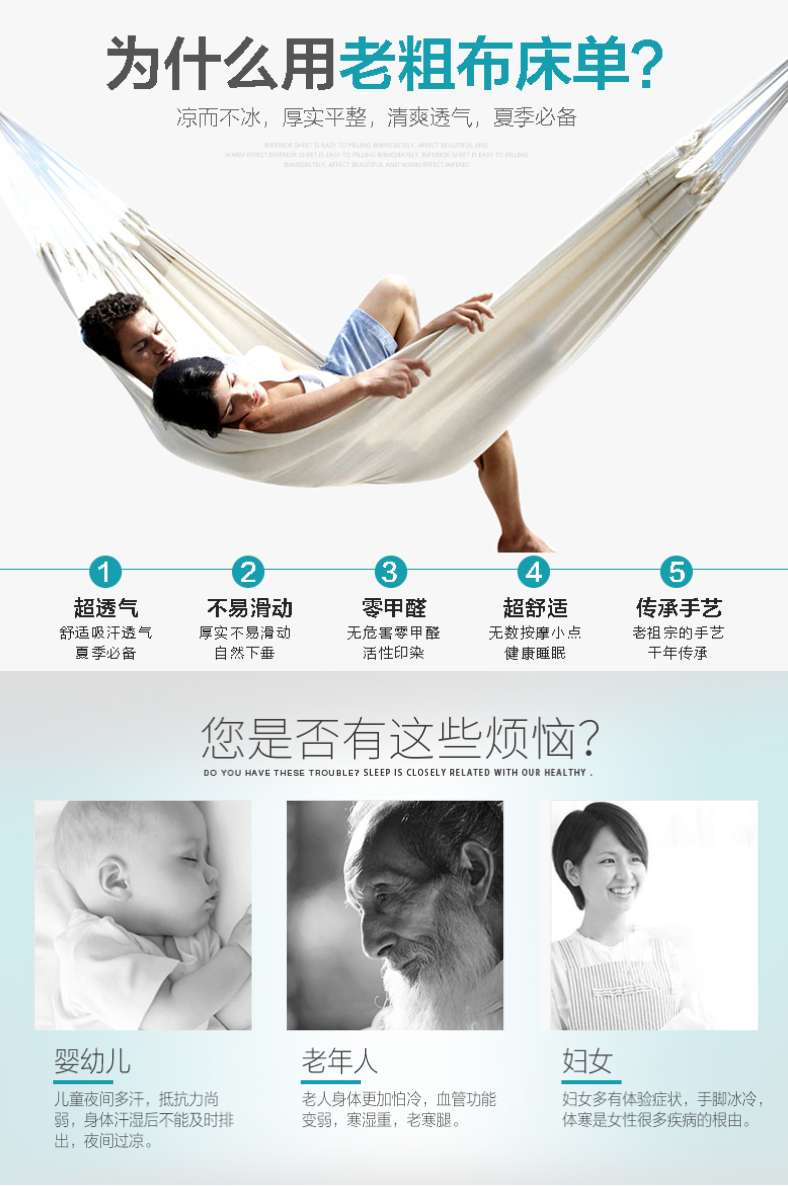 为什么用老粗布床单?
凉而不冰，厚实平整，清爽透气，夏季必备
1
2
3
4
5
超透气
不易滑动
零甲醛
超舒适
传承手艺
舒适吸汗透气
厚实不易滑动
无危害零甲醛
无数按摩小点
老祖宗的手艺
夏季必备
自然下垂
活性印染
健康睡眠
千年传承
您是否有这些烦恼?
DO YOU HAVE THESE TROUBLE? SLEEP IS CLOSELY RELATED WITH OUR HEALTHY .
婴幼儿
老年人
妇女
儿童夜间多汗，抵抗力尚
弱，身体汗湿后不能及时排
出，夜间过凉。
老人身体更加怕冷，血管功能
变弱，寒湿重，老寒腿。
妇女多有体验症状，手脚冰冷，
体寒是女性很多疾病的根由。